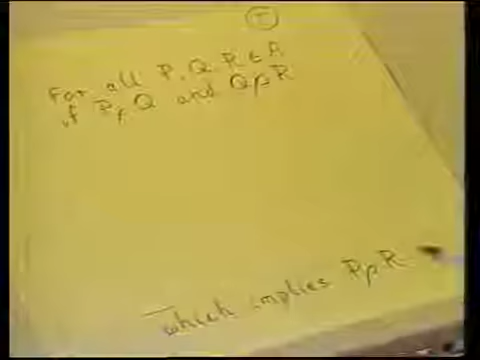 T
For all P, Q, R ∈ A
if PρQ and QρR
which implies PρR